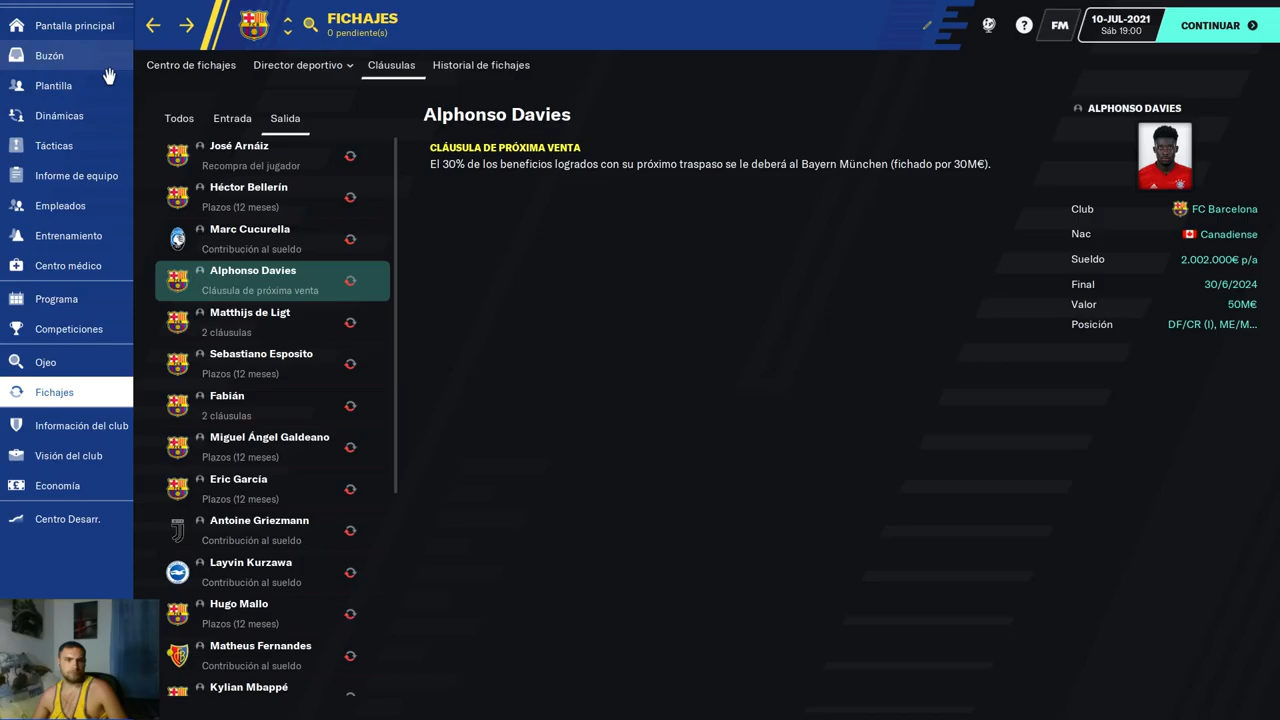 Pantalla principal
Buzón
Plantilla
Dinámicas
Tácticas
Informe de equipo
Empleados
Entrenamiento
Centro médico
Programa
Competiciones
Ojeo
Fichajes
Información del club
Visión del club
Economía
Centro Desarr.
FICHAJES
0 pendiente(s)
FM
10-JUL-2021
Sáb 19:00
CONTINUAR
Centro de fichajes
Director deportivo
Cláusulas
Historial de fichajes
Todos
Entrada
Salida
José Arnáiz
Recompra del jugador
Héctor Bellerín
Plazos (12 meses)
Marc Cucurella
Contribución al sueldo
Alphonso Davies
Cláusula de próxima venta
Matthijs de Ligt
2 cláusulas
Sebastiano Esposito
Plazos (12 meses)
Fabián
2 cláusulas
Miguel Ángel Galdeano
Plazos (12 meses)
Eric García
Plazos (12 meses)
Antoine Griezmann
Contribución al sueldo
Layvin Kurzawa
Contribución al sueldo
Hugo Mallo
Plazos (12 meses)
Matheus Fernandes
Contribución al sueldo
Kylian Mbappé
Alphonso Davies
CLÁUSULA DE PRÓXIMA VENTA
El 30% de los beneficios logrados con su próximo traspaso se le deberá al Bayern München (fichado por 30M€).
ALPHONSO DAVIES
Club FC Barcelona
Nac Canadiense
Sueldo 2.002.000€ p/a
Final 30/6/2024
Valor 50M€
Posición DF/CR (I), ME/M...